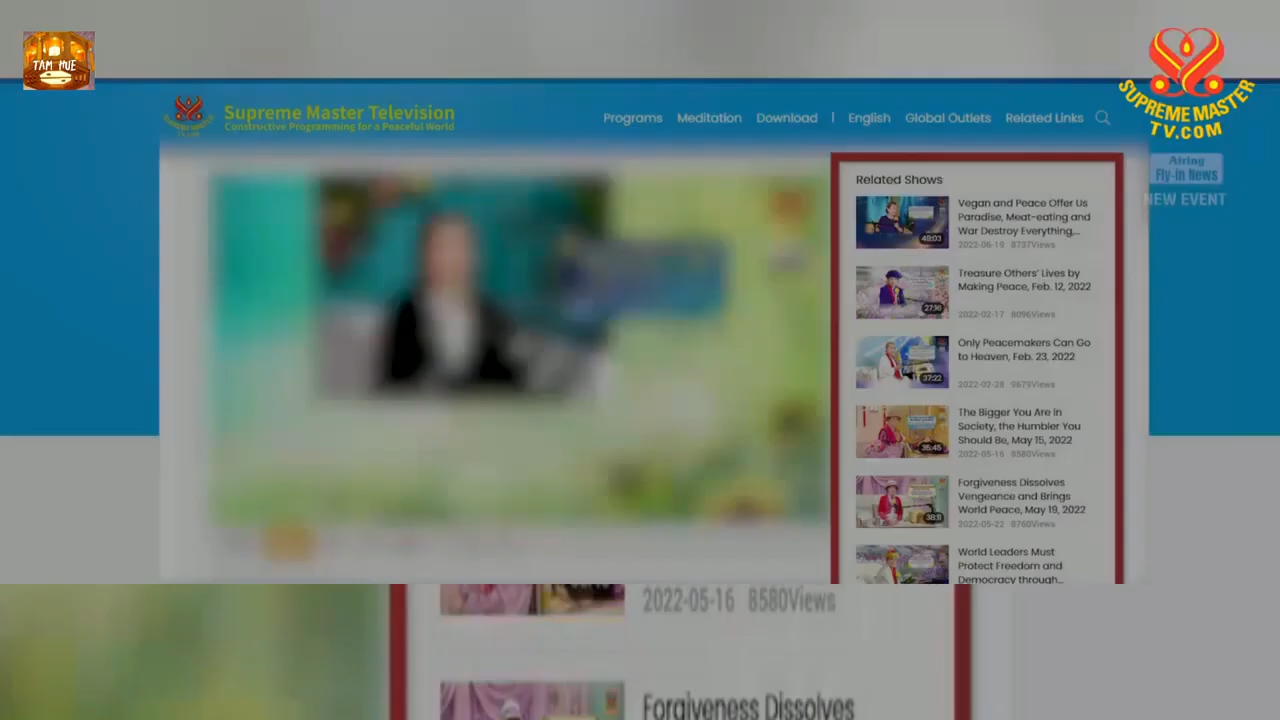 TAM HUE
SUPREME MASTER
TV.COM
Supreme Master Television
Constructive Programming for a Peaceful World
Programs Meditation Download | English Global Outlets Related Links
Airing
Fly-in News
NEW EVENT
Related Shows
Vegan and Peace Offer Us
Paradise, Meat-eating and
War Destroy Everything,...
49:03
2022-06-19 8737Views
Treasure Others' Lives by
Making Peace, Feb. 12, 2022
27:16
2022-02-17 8096Views
Only Peacemakers Can Go
to Heaven, Feb. 23, 2022
37:22
2022-02-28 9679Views
The Bigger You Are in
Society, the Humbler You
Should Be, May 15, 2022
35:45
2022-05-16 8580Views
Forgiveness Dissolves
Vengeance and Brings
World Peace, May 19, 2022
38:11
2022-05-22 8760Views
World Leaders Must
Protect Freedom and
Democracy through...
2022-05-16 8580Views
Forgiveness Dissolves